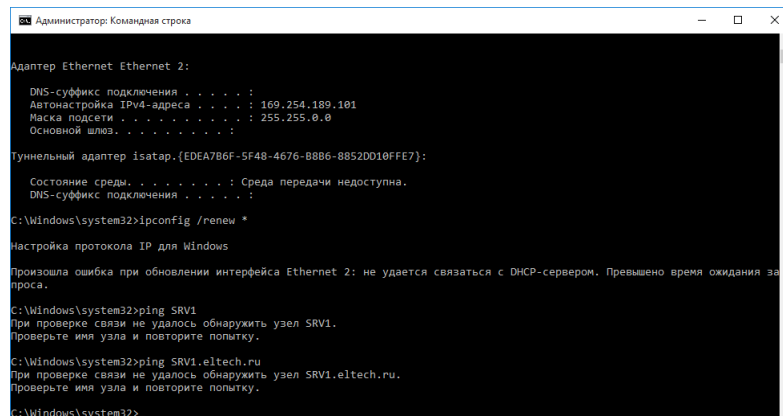 Администратор: Командная строка
Адаптер Ethernet Ethernet 2:
DNS-суффикс подключения . . . . . :
Автонастройка IPv4-адреса . . . . : 169.254.189.101
Маска подсети . . . . . . . . . . : 255.255.0.0
Основной шлюз. . . . . . . . . :
Туннельный адаптер isatap.{EDEA7B6F-5F48-4676-B8B6-8852DD10FFE7}:
Состояние среды. . . . . . . . : Среда передачи недоступна.
DNS-суффикс подключения . . . . . :
C:\Windows\system32>ipconfig /renew *
Настройка протокола IP для Windows
Произошла ошибка при обновлении интерфейса Ethernet 2: не удается связаться с DHCP-сервером. Превышено время ожидания за
проса.
C:\Windows\system32>ping SRV1
При проверке связи не удалось обнаружить узел SRV1.
Проверьте имя узла и повторите попытку.
C:\Windows\system32>ping SRV1.eltech.ru
При проверке связи не удалось обнаружить узел SRV1.eltech.ru.
Проверьте имя узла и повторите попытку.
C:\Windows\system32>